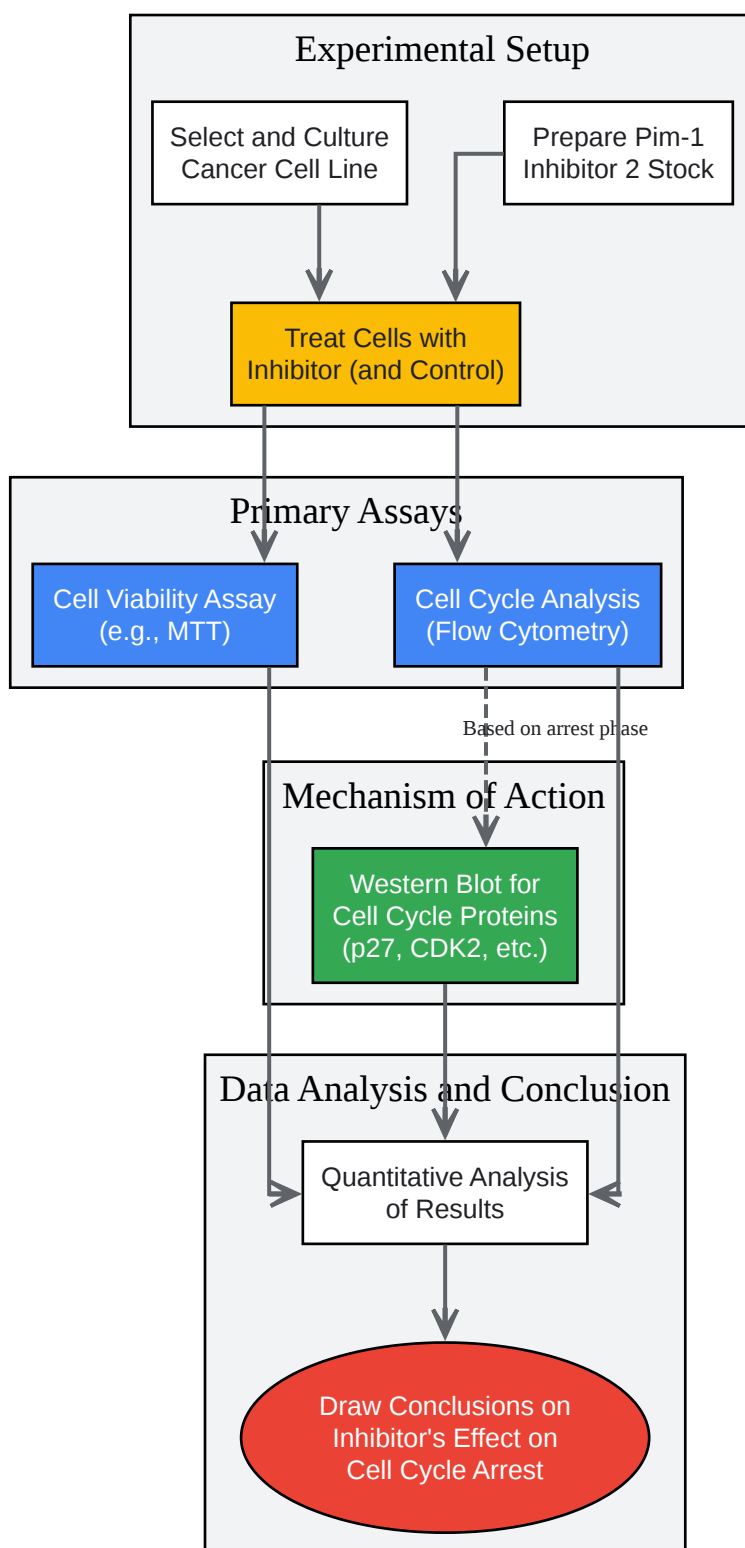 Experimental Setup
Select and Culture
Cancer Cell Line
Prepare Pim-1
Inhibitor 2 Stock
Treat Cells with
Inhibitor (and Control)
Primary Assays
Cell Viability Assay
(e.g., MTT)
Cell Cycle Analysis
(Flow Cytometry)
Based on arrest phase
Mechanism of Action
Western Blot for
Cell Cycle Proteins
(p27, CDK2, etc.)
Data Analysis and Conclusion
Quantitative Analysis
of Results
Draw Conclusions on
Inhibitor's Effect on
Cell Cycle Arrest